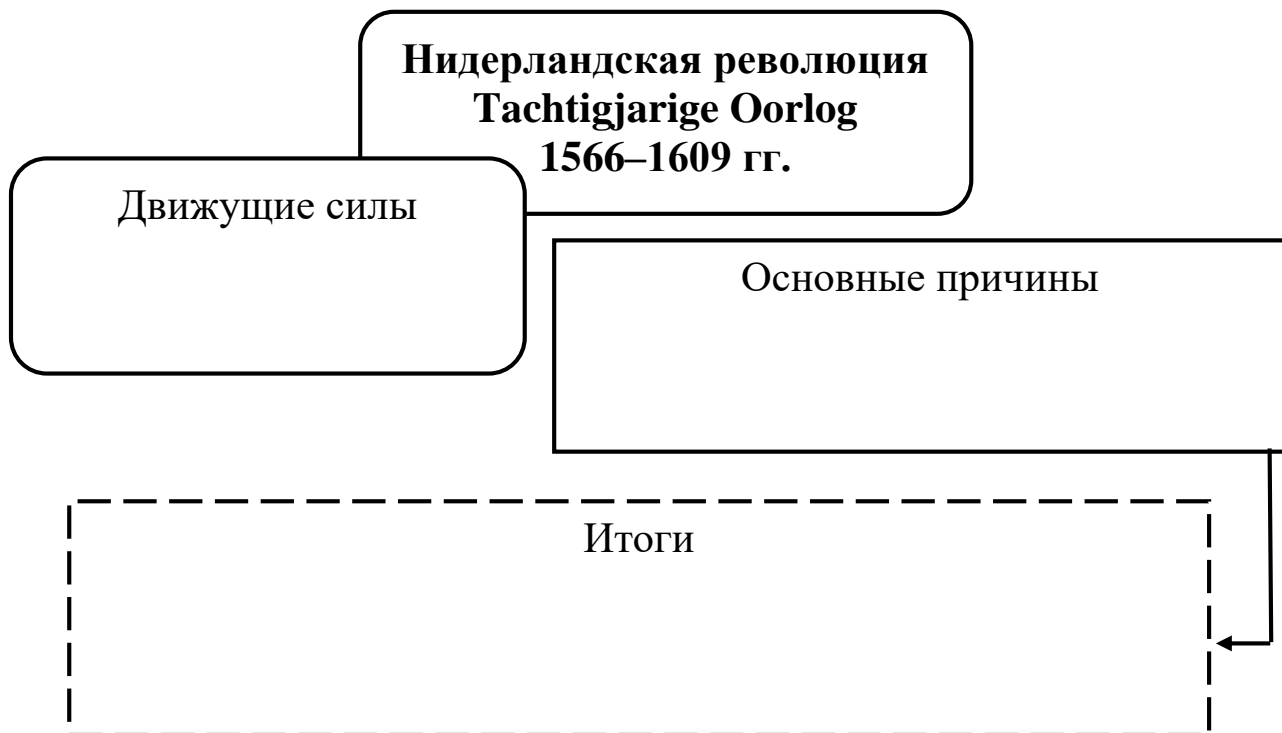 Нидерландская революция
Tachtigjarige Oorlog
1566–1609 гг.
Движущие силы
Основные причины
Итоги